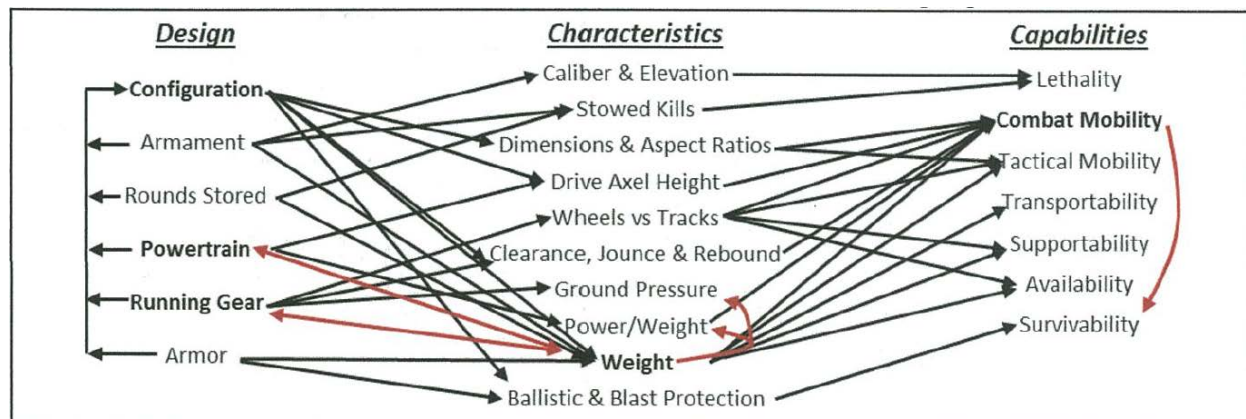 Design
Characteristics
Capabilities
Configuration
Armament
Rounds Stored
Powertrain
Running Gear
Armor
Caliber & Elevation
Stowed Kills
Dimensions & Aspect Ratios
Drive Axel Height
Wheels vs Tracks
Clearance, Jounce & Rebound
Ground Pressure
Power/Weight
Weight
Ballistic & Blast Protection
Lethality
Combat Mobility
Tactical Mobility
Transportability
Supportability
Availability
Survivability